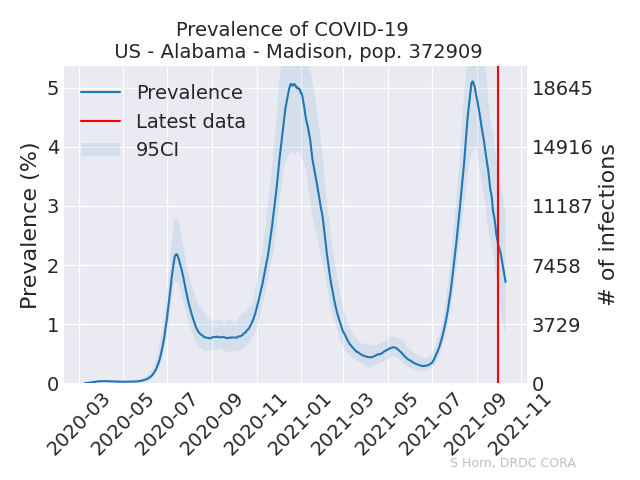 Prevalence of COVID-19
US - Alabama - Madison, pop. 372909
Prevalence
Latest data
95CI
Prevalence (%)
5
4
3
2
1
0
18645
14916
11187
7458
3729
0
# of infections
2020-03
2020-05
2020-07
2020-09
2020-11
2021-01
2021-03
2021-05
2021-07
2021-09
2021-11
S Horn, DRDC CORA